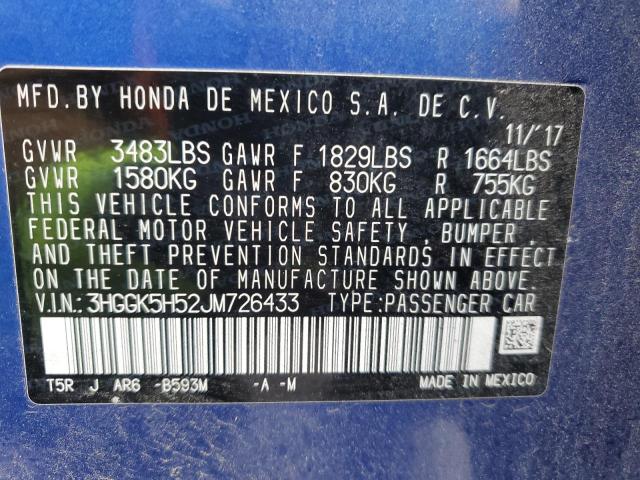 MFD.BY HONDA DE MEXICO S.A. DE C.V.
11/'17
GVWR 3483LBS GAWR F 1829LBS R 1664LBS
GVWR 1580KG GAWR F 830KG R 755KG
THIS VEHICLE CONFORMS TO ALL APPLICABLE
FEDERAL MOTOR VEHICLE SAFETY , BUMPER ,
AND THEFT PREVENTION STANDARDS IN EFFECT
ON THE DATE OF MANUFACTURE SHOWN ABOVE.
V.I.N.: 3HGGK5H52JM726433 TYPE:PASSENGER CAR
T5R J AR6 -B593M -A -M MADE IN MEXICO